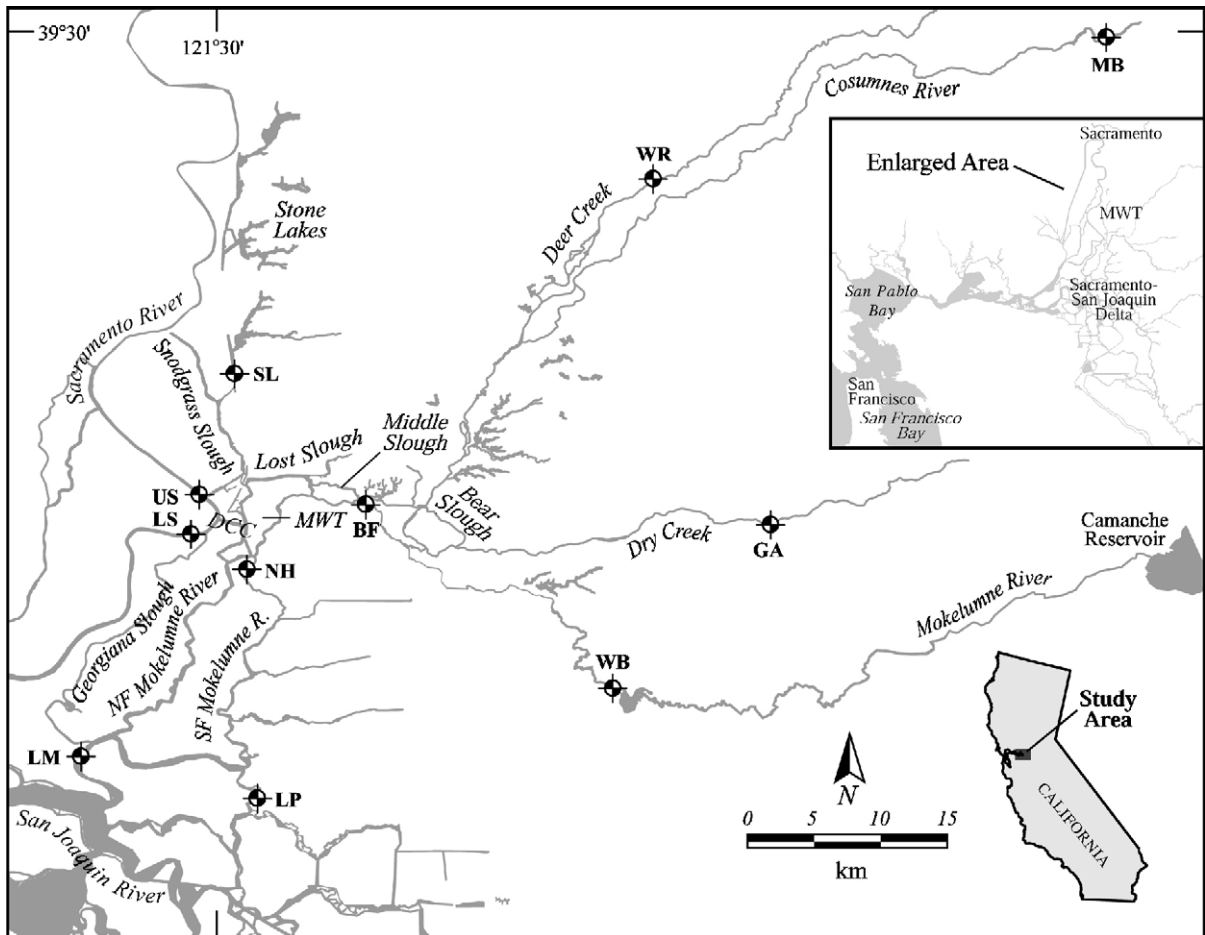 39°30'
121°30'
MB
Cosumnes River
WR
Deer Creek
Stone
Lakes
Sacramento
Enlarged Area
MWT
San Pablo
Bay
Sacramento-
San Joaquin
Delta
San
Francisco
San Francisco
Bay
Sacramento River
Snodgrass Slough
SL
Middle
Slough
Lost Slough
US
LS
DCC
MWT
BF
Bear
Slough
NH
Dry Creek
GA
Camanche
Reservoir
Mokelumne River
Georgiana Slough
NF Mokelumne River
SF Mokelumne R.
WB
LM
LP
San Joaquin River
N
0 5 10 15
km
Study
Area
CALIFORNIA